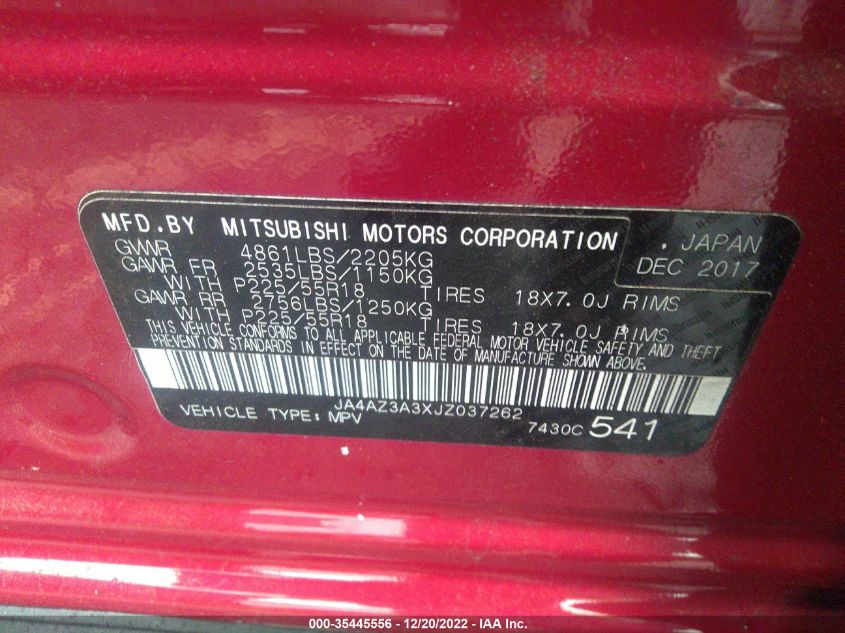 MFD.BY MITSUBISHI MOTORS CORPORATION . JAPAN
GVWR 4861LBS/2205KG DEC 2017
GAWR FR 2535LBS/1150KG
WITH P225/55R18 TIRES 18X7.0J RIMS
GAWR RR 2756LBS/1250KG
WITH P225/55R18 TIRES 18X7.0J RIMS
THIS VEHICLE CONFORMS TO ALL APPLICABLE FEDERAL MOTOR VEHICLE SAFETY AND THEFT
PREVENTION STANDARDS IN EFFECT ON THE DATE OF MANUFACTURE SHOWN ABOVE.
JA4AZ3A3XJZ037262
VEHICLE TYPE:MPV 7430C 541
000-35445556 - 12/20/2022 - IAA Inc.